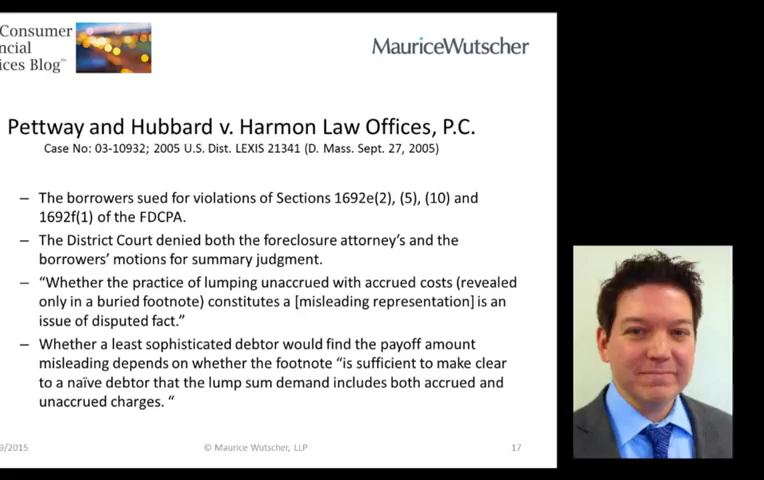 Consumer
ncial
ices Blog™
MauriceWutscher
Pettway and Hubbard v. Harmon Law Offices, P.C.
Case No: 03-10932; 2005 U.S. Dist. LEXIS 21341 (D. Mass. Sept. 27, 2005)
– The borrowers sued for violations of Sections 1692e(2), (5), (10) and
1692f(1) of the FDCPA.
– The District Court denied both the foreclosure attorney's and the
borrowers' motions for summary judgment.
– “Whether the practice of lumping unaccrued with accrued costs (revealed
only in a buried footnote) constitutes a [misleading representation] is an
issue of disputed fact.”
– Whether a least sophisticated debtor would find the payoff amount
misleading depends on whether the footnote “is sufficient to make clear
to a naïve debtor that the lump sum demand includes both accrued and
unaccrued charges. “
9/2015
© Maurice Wutscher, LLP
17